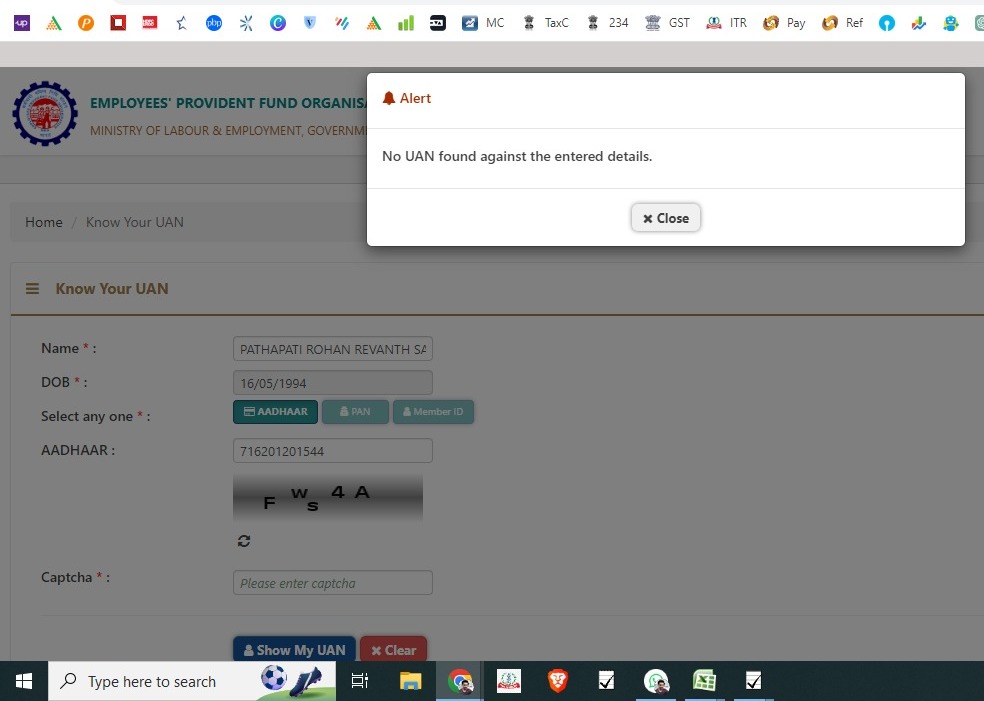 MC TaxC 234 GST ITR Pay Ref
EMPLOYEES' PROVIDENT FUND ORGANISA
MINISTRY OF LABOUR & EMPLOYMENT, GOVERNM
Alert
No UAN found against the entered details.
Close
Home / Know Your UAN
Know Your UAN
Name * : PATHAPATI ROHAN REVANTH SA
DOB * : 16/05/1994
Select any one * : AADHAAR PAN Member ID
AADHAAR : 716201201544
F w s 4 A
Captcha * : Please enter captcha
Show My UAN Clear
Type here to search